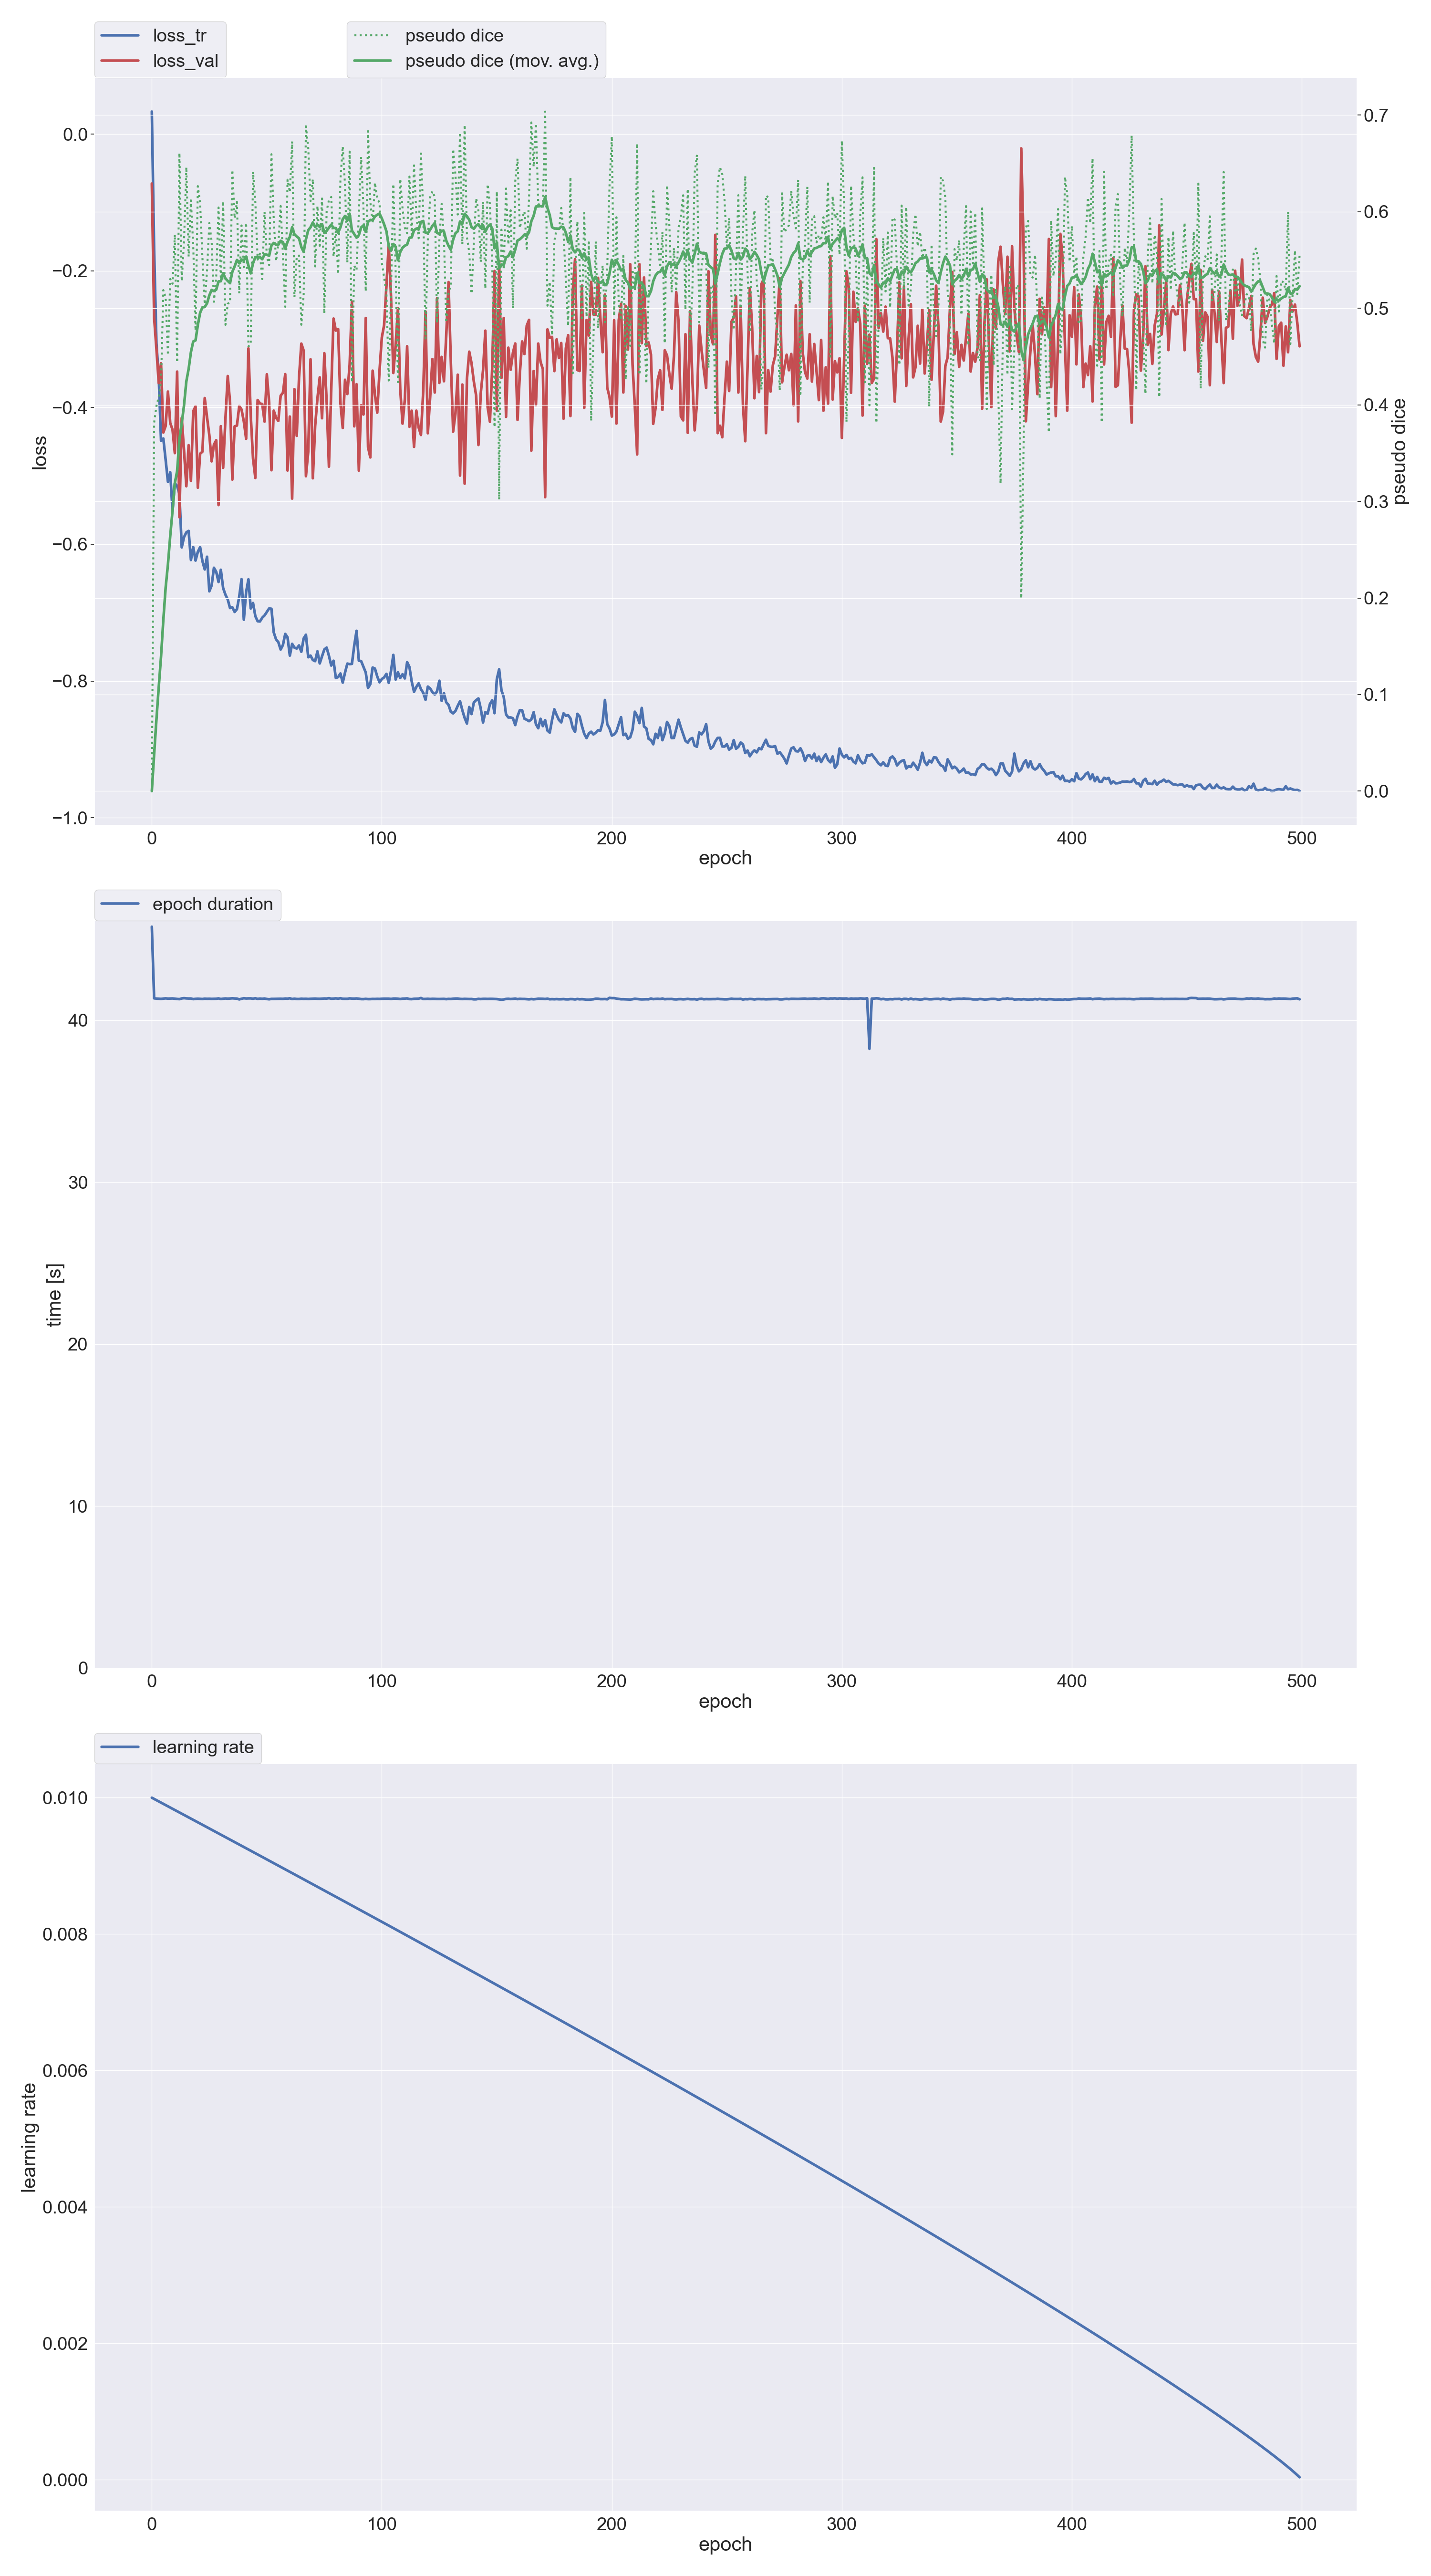 loss_tr
loss_val
pseudo dice
pseudo dice (mov. avg.)
0.0
−0.2
−0.4
−0.6
−0.8
−1.0
loss
0.7
0.6
0.5
0.4
0.3
0.2
0.1
0.0
pseudo dice
0 100 200 300 400 500
epoch
epoch duration
40
30
20
10
0
time [s]
0 100 200 300 400 500
epoch
learning rate
0.010
0.008
0.006
0.004
0.002
0.000
learning rate
0 100 200 300 400 500
epoch